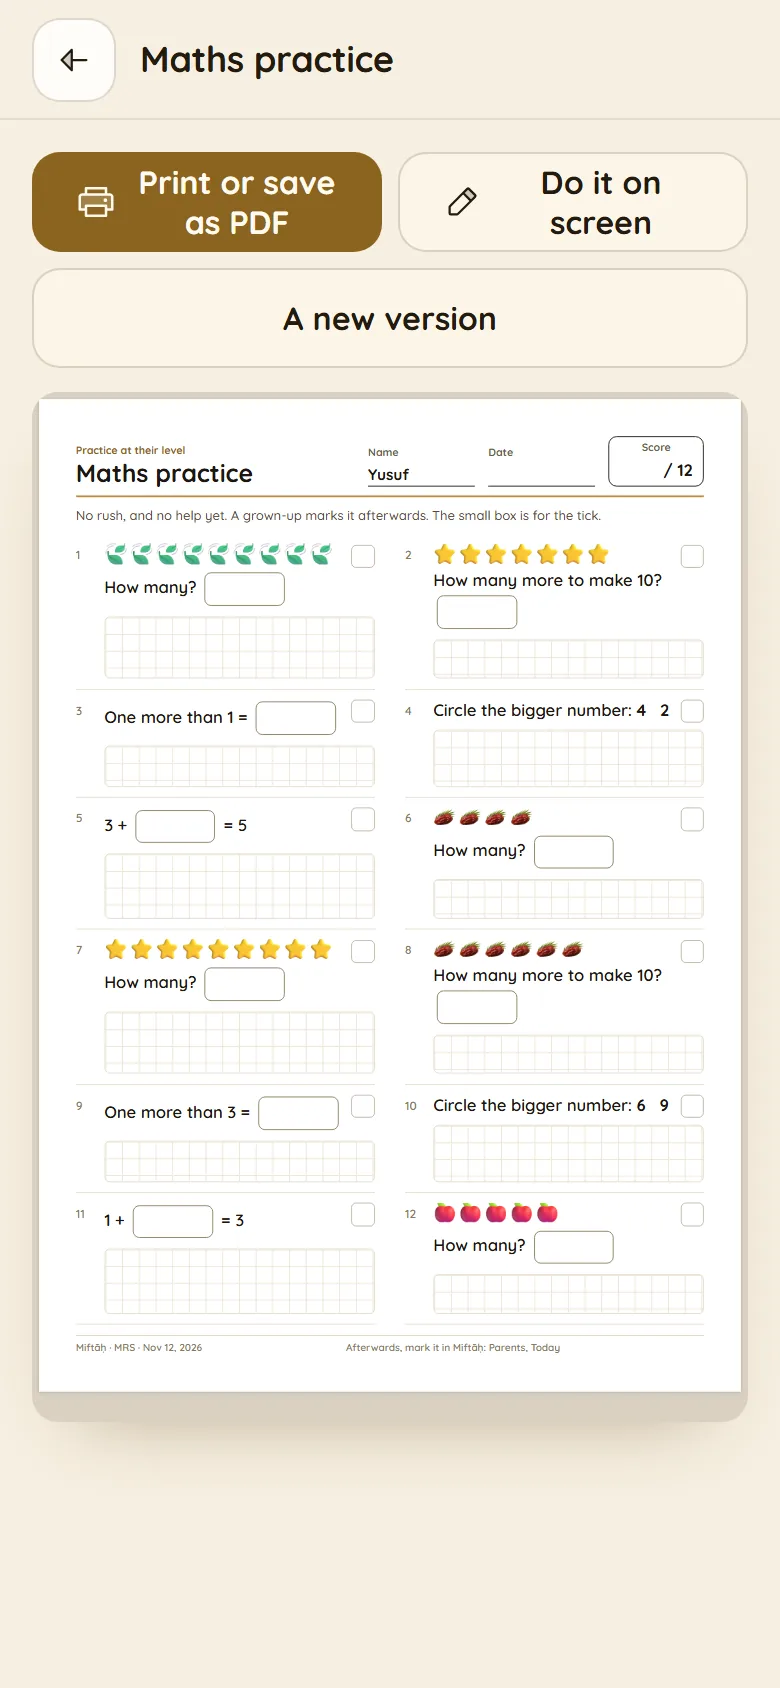 Maths practice
Print or save
as PDF
Do it on
screen
A new version
Practice at their level
Maths practice
Name
Yusuf
Date
Score
/ 12
No rush, and no help yet. A grown-up marks it afterwards. The small box is for the tick.
1
How many?
2
How many more to make 10?
3 One more than 1 =
4 Circle the bigger number: 4 2
5 3 + = 5
6
How many?
7
How many?
8
How many more to make 10?
9 One more than 3 =
10 Circle the bigger number: 6 9
11 1 + = 3
12
How many?
Miftāḥ · MRS · Nov 12, 2026
Afterwards, mark it in Miftāḥ: Parents, Today